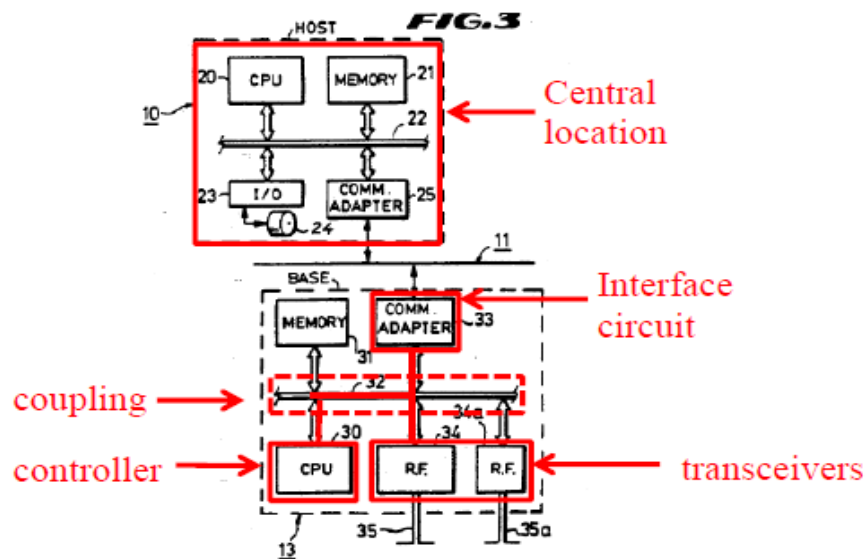 FIG.3
HOST
20
CPU
MEMORY
21
10
22
23
I/O
24
COMM.
ADAPTER
25
Central
location
11
BASE
MEMORY
31
COMM.
ADAPTER
33
Interface
circuit
coupling
32
34a
30
34
controller
CPU
R.F.
R.F.
transceivers
13
35
35a